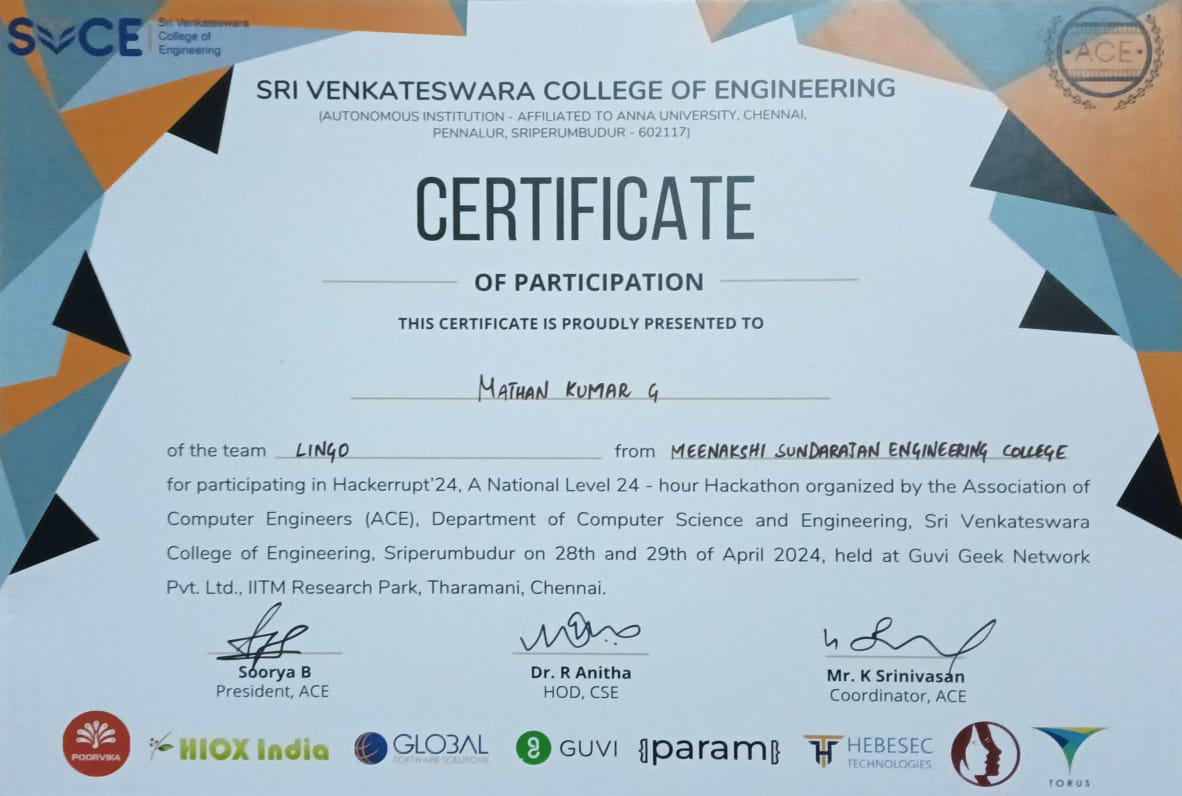 SVCE
Sri Venkateswara
College of
Engineering
ACE
SRI VENKATESWARA COLLEGE OF ENGINEERING
(AUTONOMOUS INSTITUTION - AFFILIATED TO ANNA UNIVERSITY, CHENNAI,
PENNALUR, SRIPERUMBUDUR - 602117)
CERTIFICATE
OF PARTICIPATION
THIS CERTIFICATE IS PROUDLY PRESENTED TO
MATHAN KUMAR G
of the team LINGO from MEENAKSHI SUNDARAJAN ENGINEERING COLLEGE
for participating in Hackerrupt'24, A National Level 24 - hour Hackathon organized by the Association of
Computer Engineers (ACE), Department of Computer Science and Engineering, Sri Venkateswara
College of Engineering, Sriperumbudur on 28th and 29th of April 2024, held at Guvi Geek Network
Pvt. Ltd., IITM Research Park, Tharamani, Chennai.
Soorya B Dr. R Anitha Mr. K Srinivasan
President, ACE HOD, CSE Coordinator, ACE
POORVIKA HIOX India GLOBAL SOFTWARE SOLUTIONS GUVI {param} HEBESEC TECHNOLOGIES TORUS